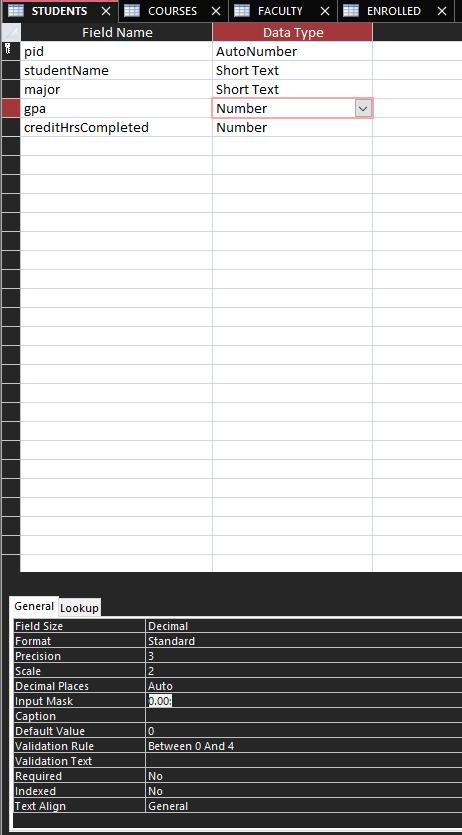 STUDENTS COURSES FACULTY ENROLLED
Field Name Data Type
pid AutoNumber
studentName Short Text
major Short Text
gpa Number
creditHrsCompleted Number
General Lookup
Field Size Decimal
Format Standard
Precision 3
Scale 2
Decimal Places Auto
Input Mask 0.00;
Caption
Default Value 0
Validation Rule Between 0 And 4
Validation Text
Required No
Indexed No
Text Align General